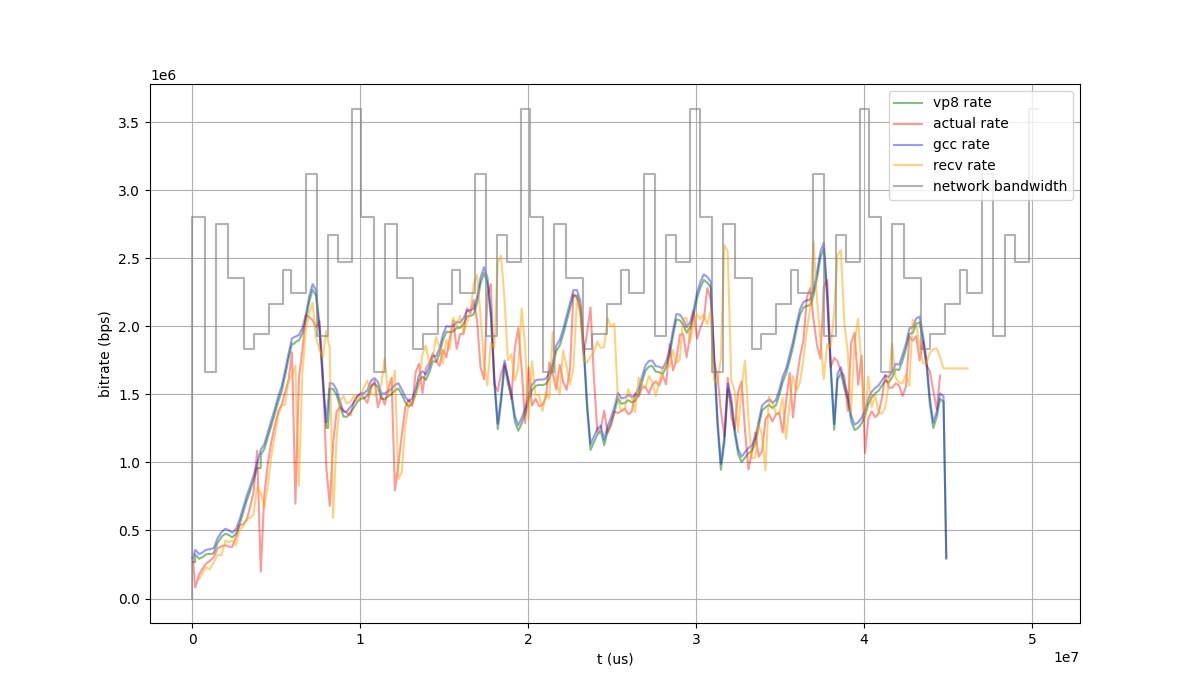 1e6
bitrate (bps)
3.5
3.0
2.5
2.0
1.5
1.0
0.5
0.0
vp8 rate
actual rate
gcc rate
recv rate
network bandwidth
0 1 2 3 4 5
t (us)
1e7